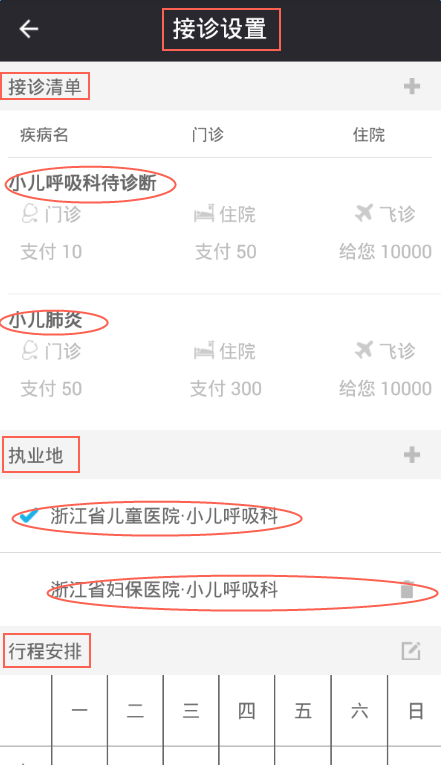 接诊设置
接诊清单
疾病名 门诊 住院
小儿呼吸科待诊断
门诊 住院 飞诊
支付 10 支付 50 给您 10000
小儿肺炎
门诊 住院 飞诊
支付 50 支付 300 给您 10000
执业地
浙江省儿童医院·小儿呼吸科
浙江省妇保医院·小儿呼吸科
行程安排
一 二 三 四 五 六 日